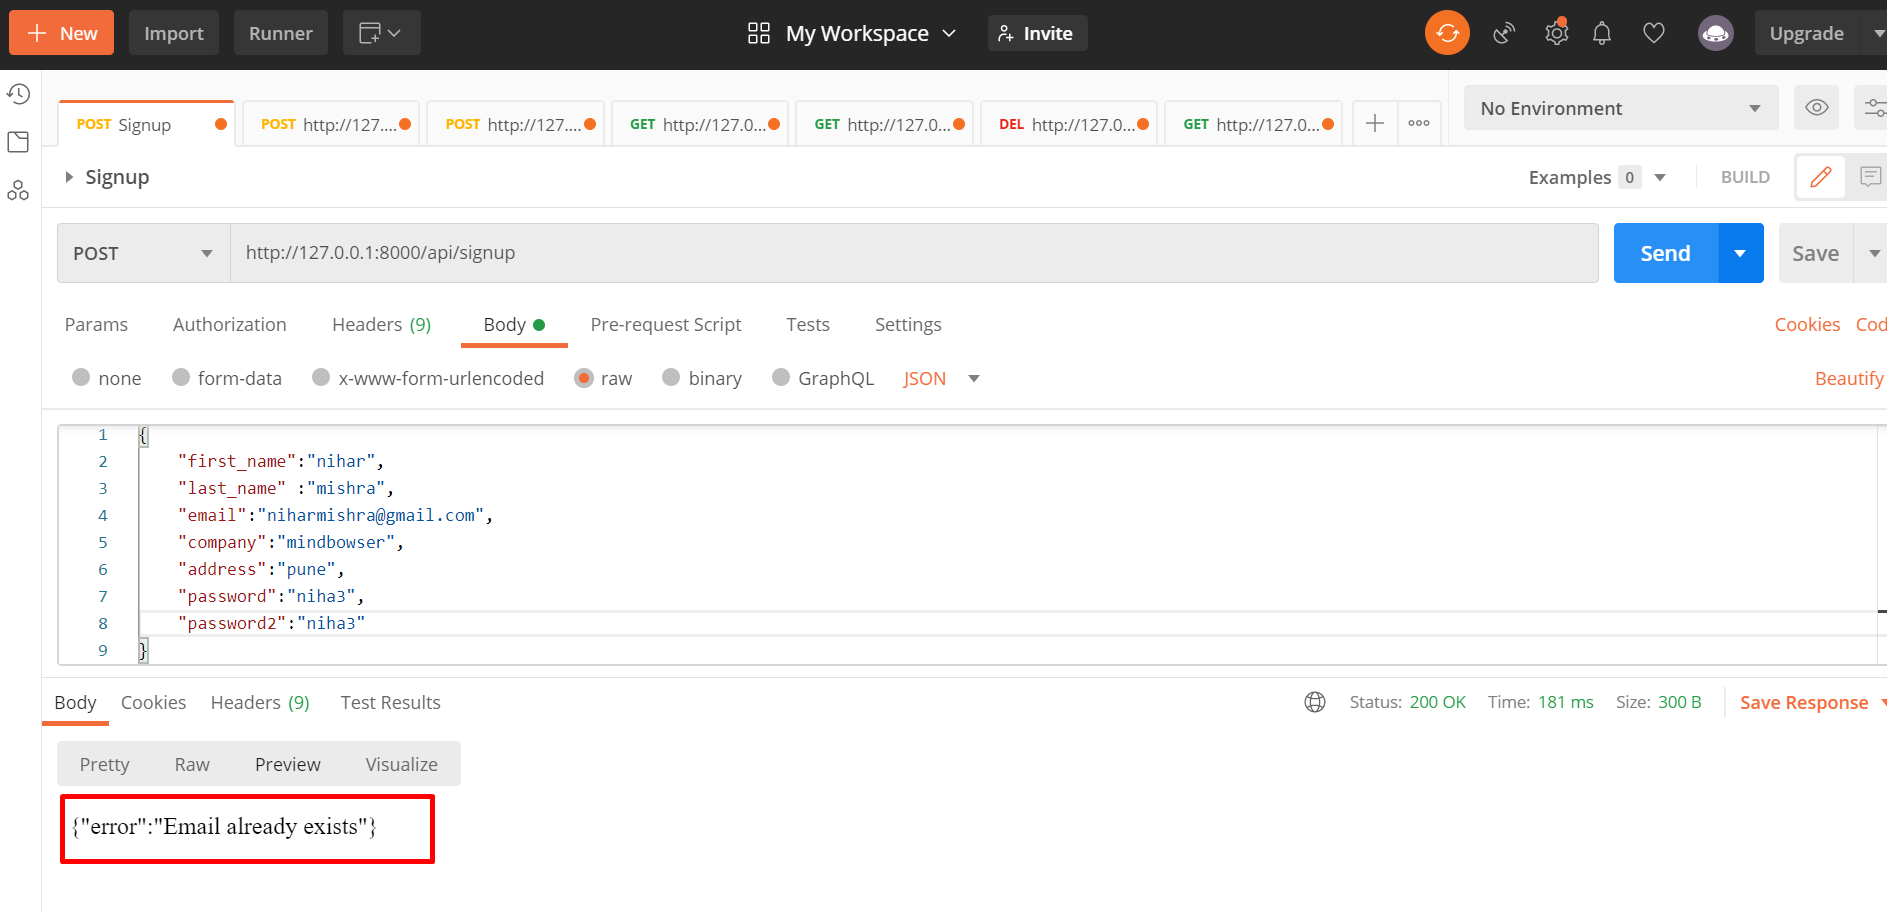 New Import Runner My Workspace Invite Upgrade
POST Signup POST http://127.... POST http://127.... GET http://127.0... GET http://127.0... DEL http://127.0... GET http://127.0... No Environment
Signup Examples 0 BUILD
POST http://127.0.0.1:8000/api/signup Send Save
Params Authorization Headers (9) Body Pre-request Script Tests Settings Cookies Cod
none form-data x-www-form-urlencoded raw binary GraphQL JSON Beautify
1 {
2 "first_name":"nihar",
3 "last_name" :"mishra",
4 "email":"niharmishra@gmail.com",
5 "company":"mindbowser",
6 "address":"pune",
7 "password":"niha3",
8 "password2":"niha3"
9 }
Body Cookies Headers (9) Test Results Status: 200 OK Time: 181 ms Size: 300 B Save Response
Pretty Raw Preview Visualize
{"error":"Email already exists"}